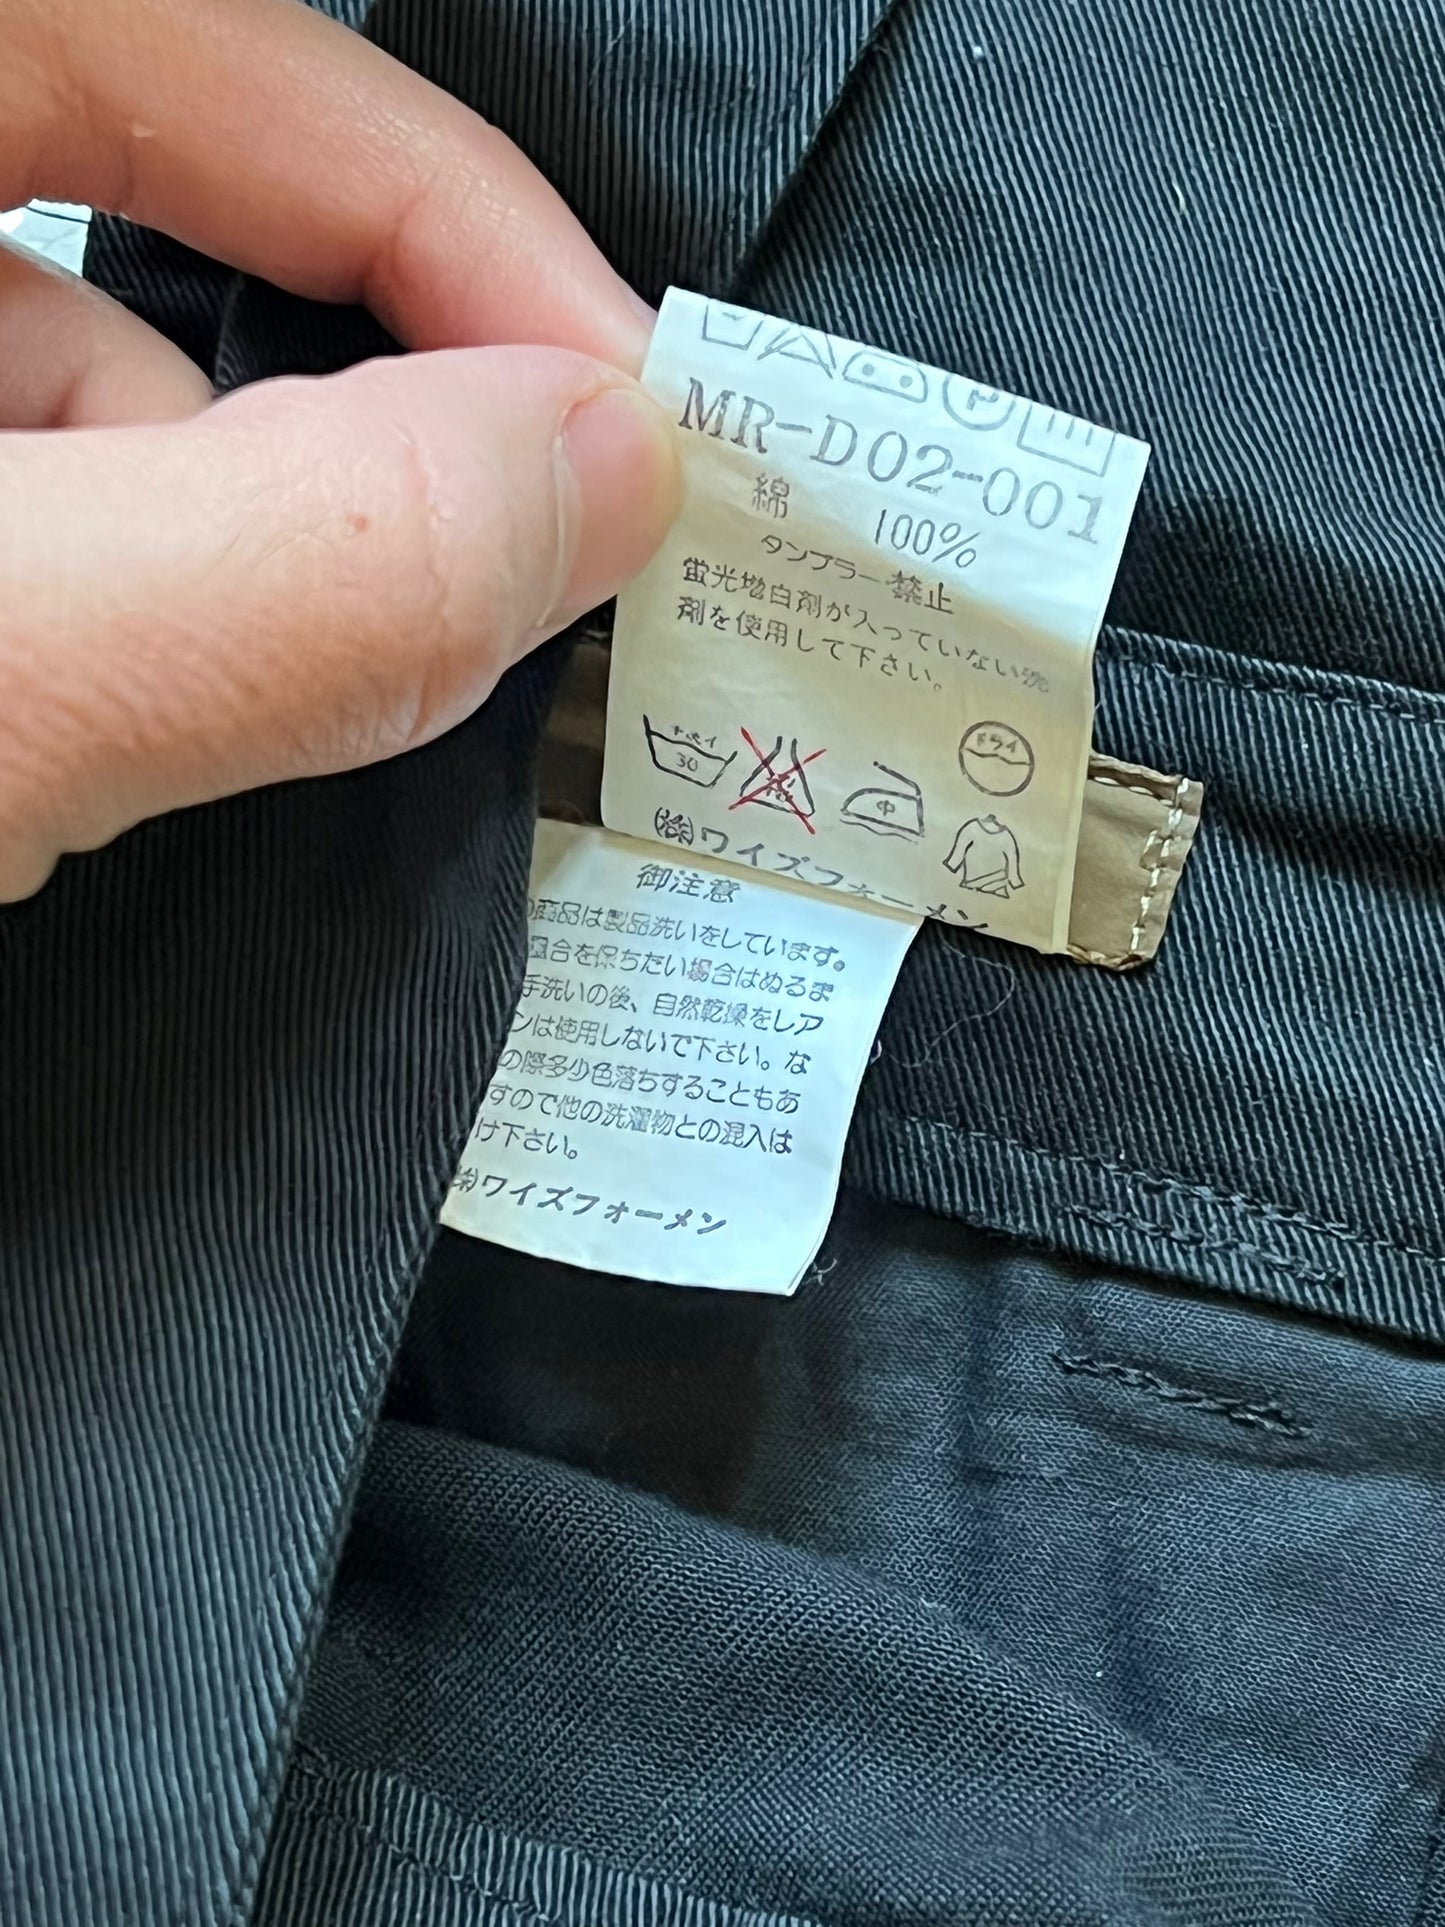 MR-D02-001
綿 100%
タンブラー禁止
蛍光増白剤が入っていない洗
剤を使用して下さい。
30
ドライ
中
㈱ワイズフォーメン
御注意
商品は製品洗いをしています。
合を保ちたい場合はぬるま
手洗いの後、自然乾燥をしア
ンは使用しないで下さい。な
の際多少色落ちすることもあ
すので他の洗濯物との混入は
け下さい。
㈱ワイズフォーメン